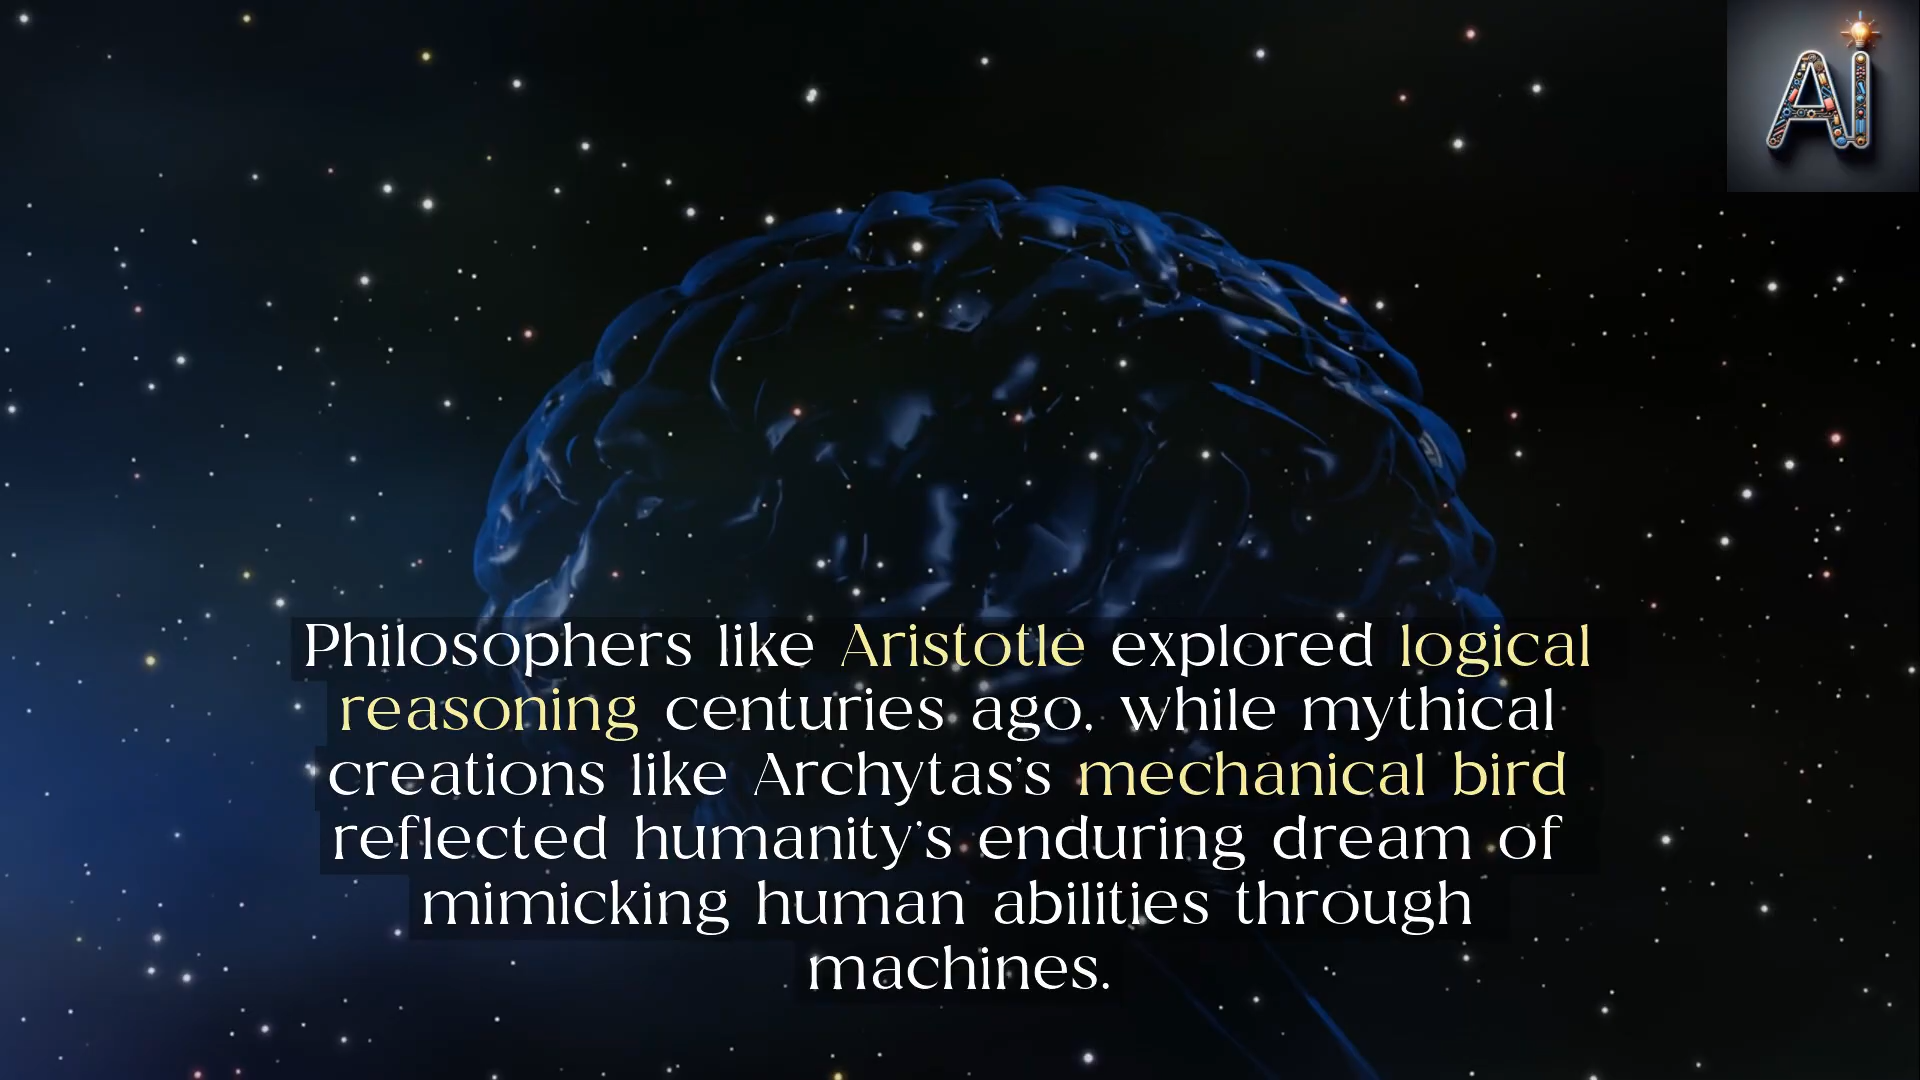 Ai
Philosophers like Aristotle explored logical
reasoning centuries ago, while mythical
creations like Archytas's mechanical bird
reflected humanity's enduring dream of
mimicking human abilities through
machines.